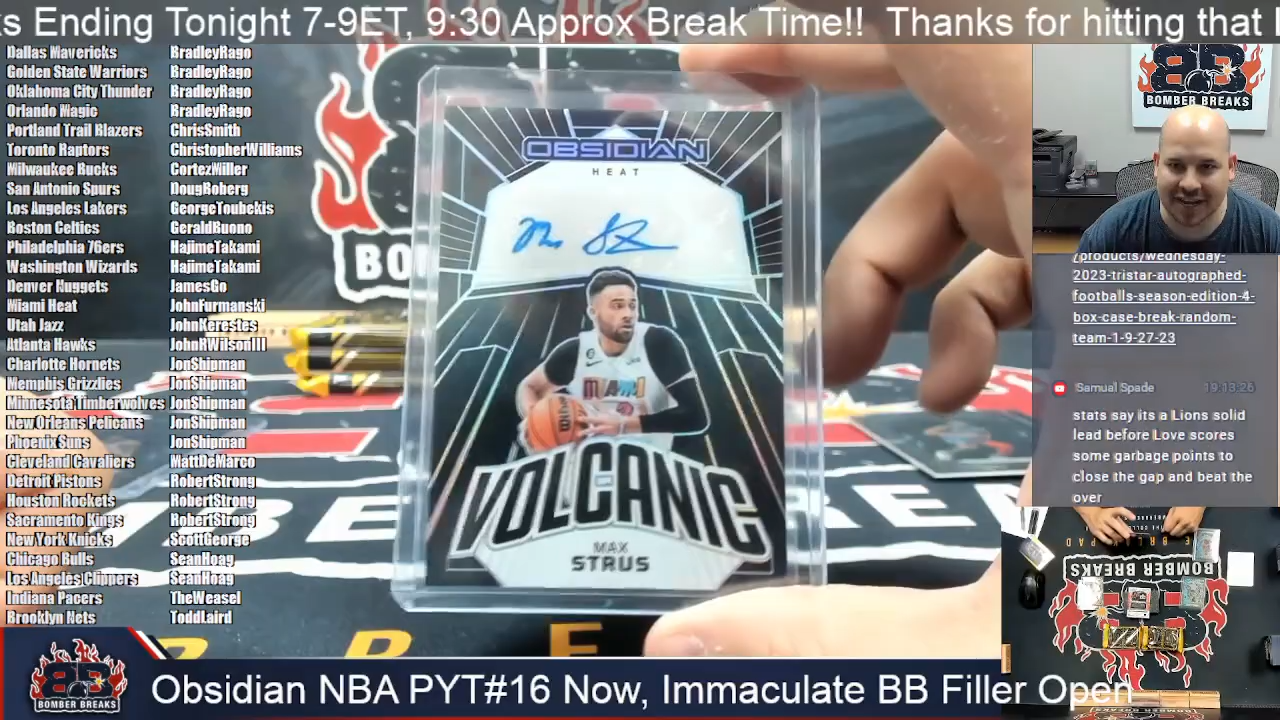 s Ending Tonight 7-9ET, 9:30 Approx Break Time!! Thanks for hitting that
Dallas Mavericks BradleyRago
Golden State Warriors BradleyRago
Oklahoma City Thunder BradleyRago
Orlando Magic BradleyRago
Portland Trail Blazers ChrisSmith
Toronto Raptors ChristopherWilliams
Milwaukee Bucks CortezMiller
San Antonio Spurs DougBoberg
Los Angeles Lakers GeorgeToubekis
Boston Celtics GeraldBuono
Philadelphia 76ers HajimeTakami
Washington Wizards HajimeTakami
Denver Nuggets JamesGo
Miami Heat JohnFurmanski
Utah Jazz JohnKerestes
Atlanta Hawks JohnHWilsonIII
Charlotte Hornets JonShipman
Memphis Grizzlies JonShipman
Minnesota Timberwolves JonShipman
New Orleans Pelicans JonShipman
Phoenix Suns JonShipman
Cleveland Cavaliers MattDeMarco
Detroit Pistons RobertStrong
Houston Rockets RobertStrong
Sacramento Kings RobertStrong
New York Knicks ScottGeorge
Chicago Bulls SeanHoag
Los Angeles Clippers SeanHoag
Indiana Pacers TheWeasel
Brooklyn Nets ToddLaird
OBSIDIAN
HEAT
MIAMI
VOLCANIC
MAX
STRUS
BO
BOMBER BREAKS
/products/wednesday-
2023-tristar-autographed-
footballs-season-edition-4-
box-case-break-random-
team-1-9-27-23
Samual Spade 19:13:26
stats say its a Lions solid
lead before Love scores
some garbage points to
close the gap and beat the
over
BOMBER BREAKS
BOMBER BREAKS
Obsidian NBA PYT#16 Now, Immaculate BB Filler Open